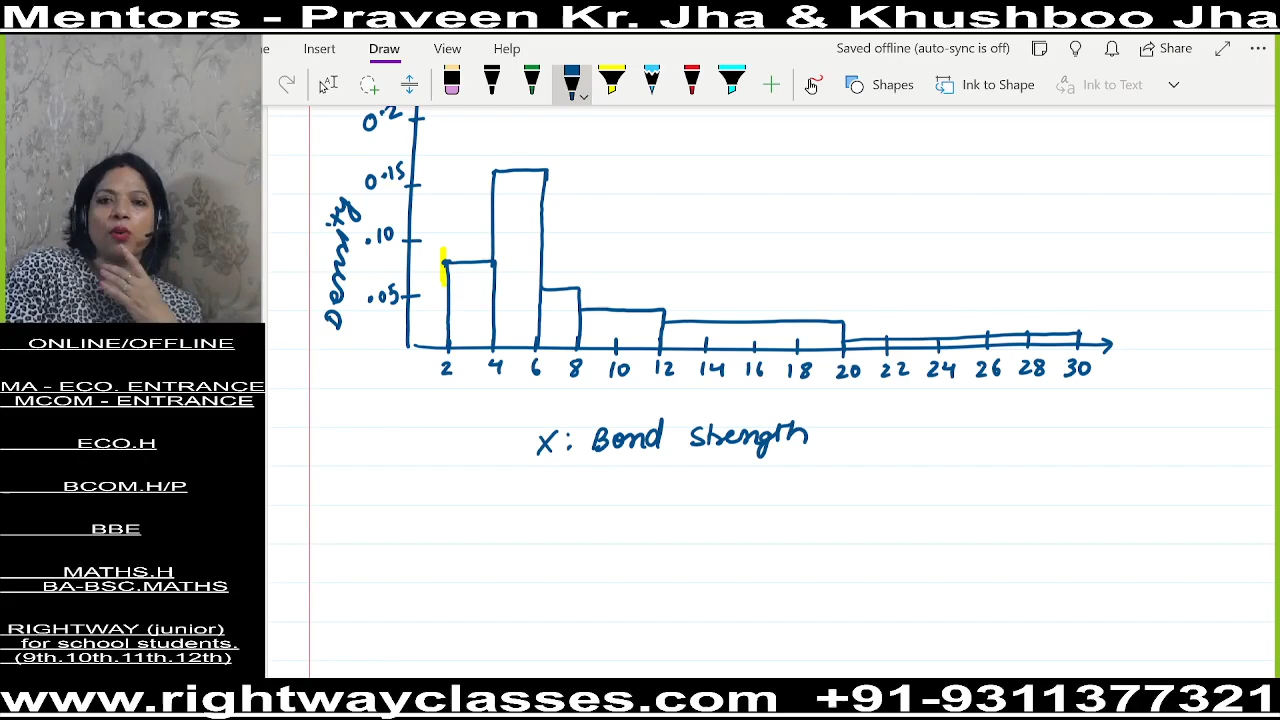 Mentors - Praveen Kr. Jha & Khushboo Jha
Insert Draw View Help
Saved offline (auto-sync is off)
Share
Shapes
Ink to Shape
Ink to Text
0.2
0.15
.10
.05
Density
2 4 6 8 10 12 14 16 18 20 22 24 26 28 30
X: Bond Strength
ONLINE/OFFLINE
MA - ECO. ENTRANCE
MCOM - ENTRANCE
ECO.H
BCOM.H/P
BBE
MATHS.H
BA-BSC.MATHS
RIGHTWAY (junior)
for school students.
(9th.10th.11th.12th)
www.rightwayclasses.com +91-9311377321